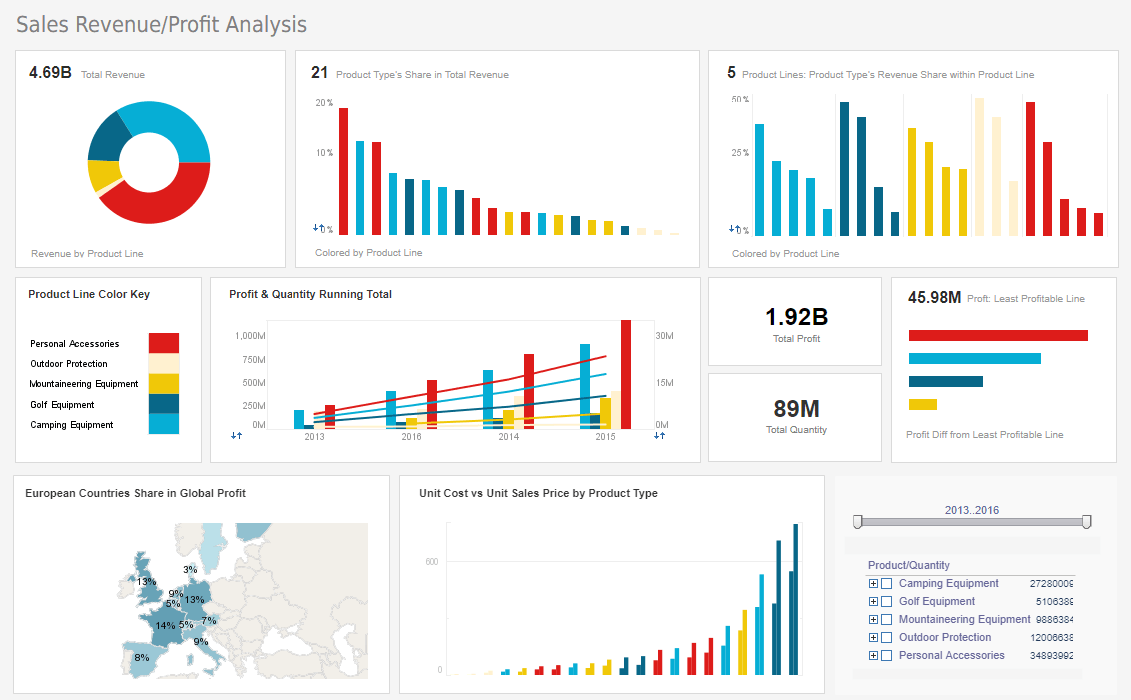 Sales Revenue/Profit Analysis
4.69B Total Revenue
Revenue by Product Line
21 Product Type's Share in Total Revenue
20%
10%
0%
Colored by Product Line
5 Product Lines: Product Type's Revenue Share within Product Line
50%
25%
0%
Colored by Product Line
Product Line Color Key
Personal Accessories
Outdoor Protection
Mountaineering Equipment
Golf Equipment
Camping Equipment
Profit & Quantity Running Total
1,000M
750M
500M
250M
0M
30M
15M
0M
2013 2016 2014 2015
1.92B
Total Profit
89M
Total Quantity
45.98M Proft: Least Profitable Line
Profit Diff from Least Profitable Line
European Countries Share in Global Profit
3%
13%
9%
5%
13%
14%
5%
7%
9%
8%
Unit Cost vs Unit Sales Price by Product Type
600
0
2013..2016
Product/Quantity
Camping Equipment 27280009
Golf Equipment 5106389
Mountaineering Equipment 9886384
Outdoor Protection 12006638
Personal Accessories 34893992